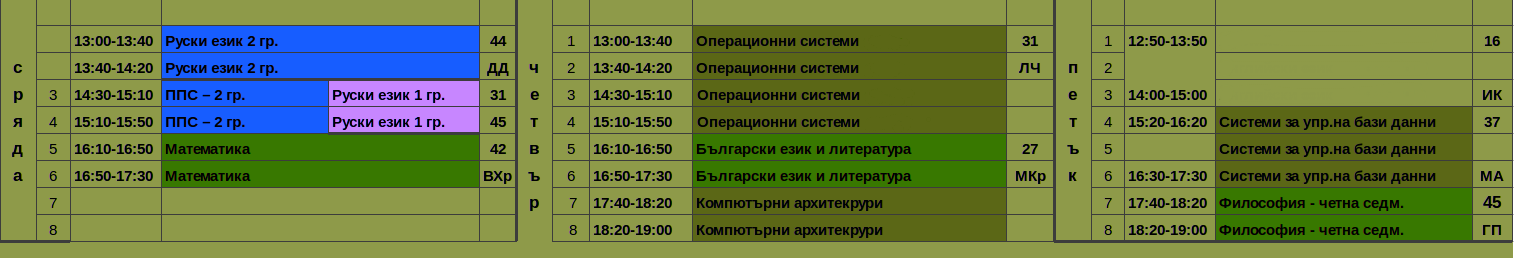 13:00-13:40 Руски език 2 гр. 44 1 13:00-13:40 Операционни системи 31 1 12:50-13:50 16
с 13:40-14:20 Руски език 2 гр. ДД ч 2 13:40-14:20 Операционни системи ЛЧ п 2
р 3 14:30-15:10 ППС – 2 гр. Руски език 1 гр. 31 е 3 14:30-15:10 Операционни системи е 3 14:00-15:00 ИК
я 4 15:10-15:50 ППС – 2 гр. Руски език 1 гр. 45 т 4 15:10-15:50 Операционни системи т 4 15:20-16:20 Системи за упр.на бази данни 37
д 5 16:10-16:50 Математика 42 в 5 16:10-16:50 Български език и литература 27 ъ 5 Системи за упр.на бази данни
а 6 16:50-17:30 Математика ВХр ъ 6 16:50-17:30 Български език и литература МКр к 6 16:30-17:30 Системи за упр.на бази данни МА
7 р 7 17:40-18:20 Компютърни архитекрури 7 17:40-18:20 Философия - четна седм. 45
8 8 18:20-19:00 Компютърни архитекрури 8 18:20-19:00 Философия - четна седм. ГП